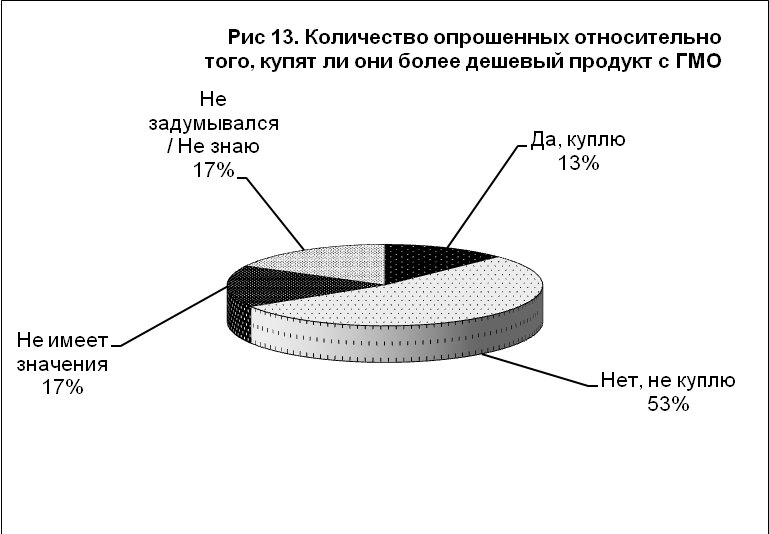 Рис 13. Количество опрошенных относительно
того, купят ли они более дешевый продукт с ГМО
Не
задумывался
/ Не знаю
17%
Да, куплю
13%
Не имеет
значения
17%
Нет, не куплю
53%